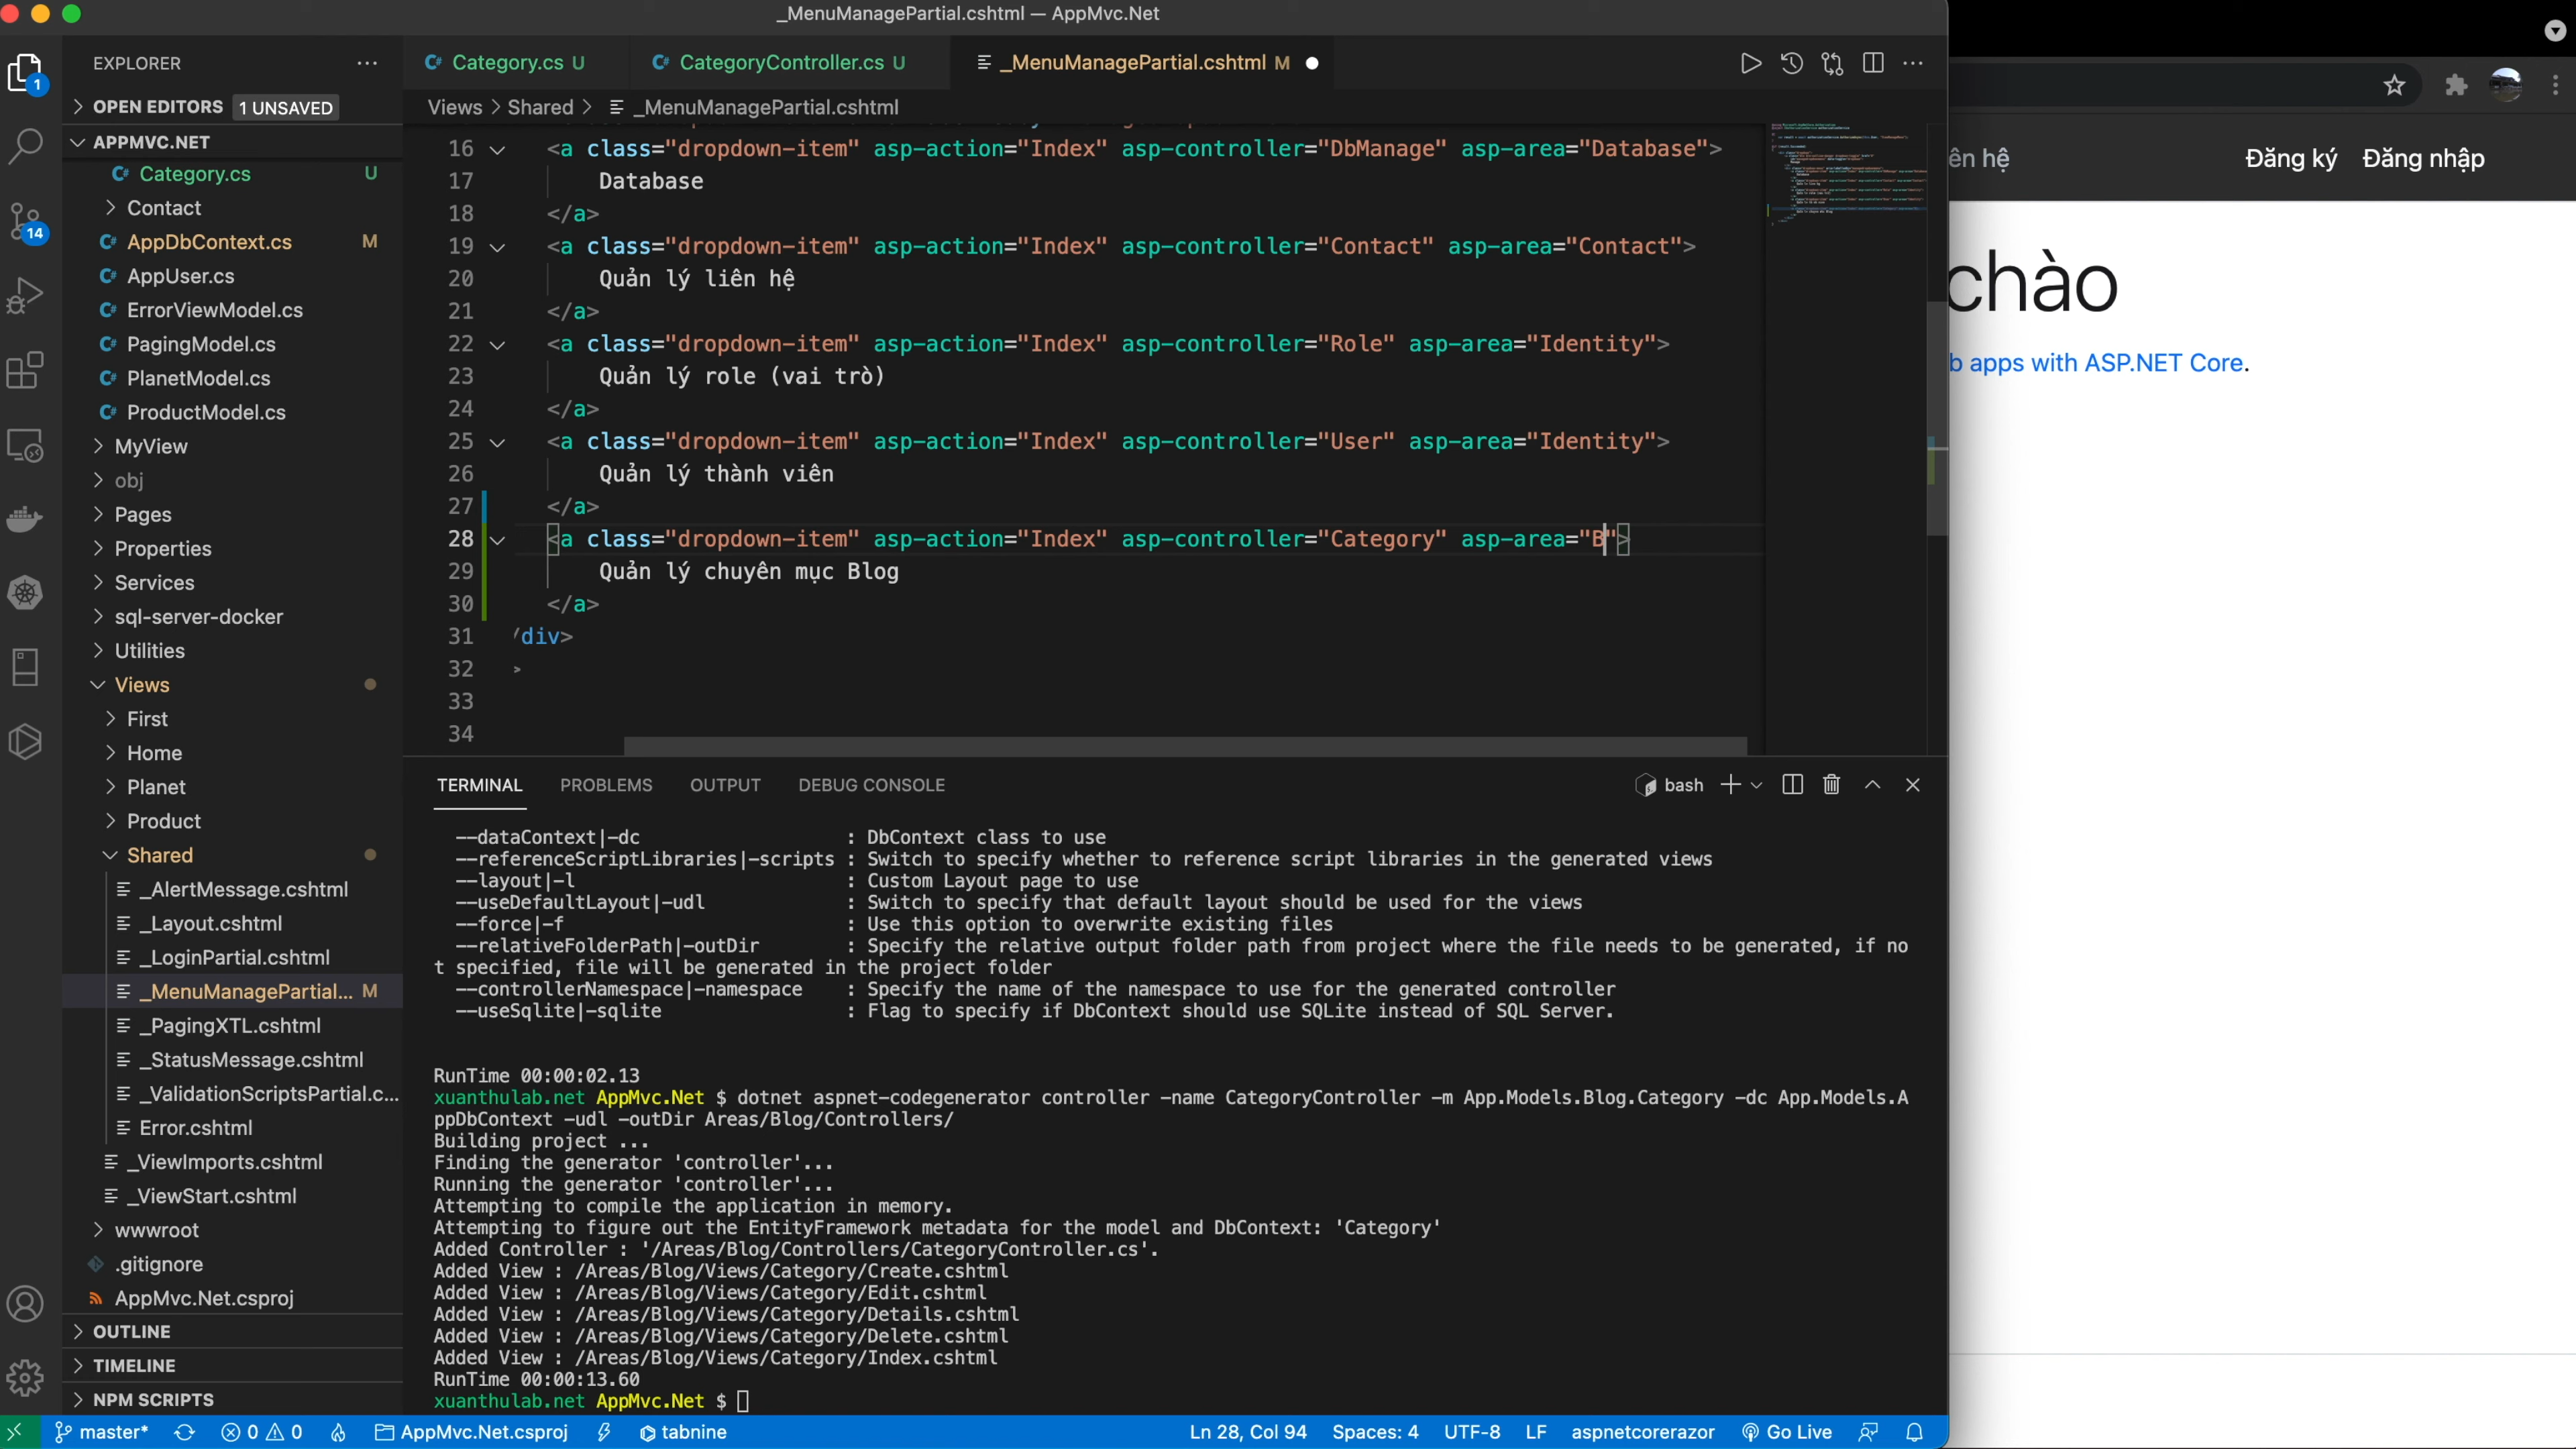 _MenuManagePartial.cshtml — AppMvc.Net
EXPLORER
Category.cs U
CategoryController.cs U
_MenuManagePartial.cshtml M
OPEN EDITORS 1 UNSAVED
Views > Shared > _MenuManagePartial.cshtml
APPMVC.NET
Category.cs U
Contact
AppDbContext.cs M
AppUser.cs
ErrorViewModel.cs
PagingModel.cs
PlanetModel.cs
ProductModel.cs
MyView
obj
Pages
Properties
Services
sql-server-docker
Utilities
Views
First
Home
Planet
Product
Shared
_AlertMessage.cshtml
_Layout.cshtml
_LoginPartial.cshtml
_MenuManagePartial... M
_PagingXTL.cshtml
_StatusMessage.cshtml
_ValidationScriptsPartial.c...
Error.cshtml
_ViewImports.cshtml
_ViewStart.cshtml
wwwroot
.gitignore
AppMvc.Net.csproj
OUTLINE
TIMELINE
NPM SCRIPTS
1
14
16 <a class="dropdown-item" asp-action="Index" asp-controller="DbManage" asp-area="Database">
17 Database
18 </a>
19 <a class="dropdown-item" asp-action="Index" asp-controller="Contact" asp-area="Contact">
20 Quản lý liên hệ
21 </a>
22 <a class="dropdown-item" asp-action="Index" asp-controller="Role" asp-area="Identity">
23 Quản lý role (vai trò)
24 </a>
25 <a class="dropdown-item" asp-action="Index" asp-controller="User" asp-area="Identity">
26 Quản lý thành viên
27 </a>
28 <a class="dropdown-item" asp-action="Index" asp-controller="Category" asp-area="B">
29 Quản lý chuyên mục Blog
30 </a>
31 /div>
32 >
33
34
TERMINAL PROBLEMS OUTPUT DEBUG CONSOLE bash
--dataContext|-dc : DbContext class to use
--referenceScriptLibraries|-scripts : Switch to specify whether to reference script libraries in the generated views
--layout|-l : Custom Layout page to use
--useDefaultLayout|-udl : Switch to specify that default layout should be used for the views
--force|-f : Use this option to overwrite existing files
--relativeFolderPath|-outDir : Specify the relative output folder path from project where the file needs to be generated, if no
t specified, file will be generated in the project folder
--controllerNamespace|-namespace : Specify the name of the namespace to use for the generated controller
--useSqlite|-sqlite : Flag to specify if DbContext should use SQLite instead of SQL Server.
RunTime 00:00:02.13
xuanthulab.net AppMvc.Net $ dotnet aspnet-codegenerator controller -name CategoryController -m App.Models.Blog.Category -dc App.Models.A
ppDbContext -udl -outDir Areas/Blog/Controllers/
Building project ...
Finding the generator 'controller'...
Running the generator 'controller'...
Attempting to compile the application in memory.
Attempting to figure out the EntityFramework metadata for the model and DbContext: 'Category'
Added Controller : '/Areas/Blog/Controllers/CategoryController.cs'.
Added View : /Areas/Blog/Views/Category/Create.cshtml
Added View : /Areas/Blog/Views/Category/Edit.cshtml
Added View : /Areas/Blog/Views/Category/Details.cshtml
Added View : /Areas/Blog/Views/Category/Delete.cshtml
Added View : /Areas/Blog/Views/Category/Index.cshtml
RunTime 00:00:13.60
xuanthulab.net AppMvc.Net $
master* 0 0 AppMvc.Net.csproj tabnine Ln 28, Col 94 Spaces: 4 UTF-8 LF aspnetcorerazor Go Live
ên hệ Đăng ký Đăng nhập
chào
b apps with ASP.NET Core.